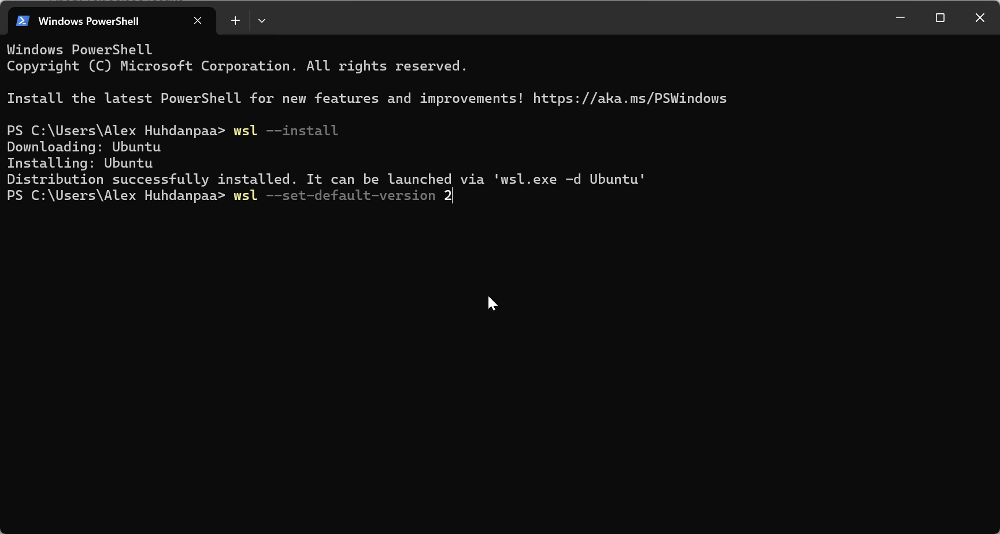 Windows PowerShell
Windows PowerShell
Copyright (C) Microsoft Corporation. All rights reserved.
Install the latest PowerShell for new features and improvements! https://aka.ms/PSWindows
PS C:\Users\Alex Huhdanpaa> wsl --install
Downloading: Ubuntu
Installing: Ubuntu
Distribution successfully installed. It can be launched via 'wsl.exe -d Ubuntu'
PS C:\Users\Alex Huhdanpaa> wsl --set-default-version 2